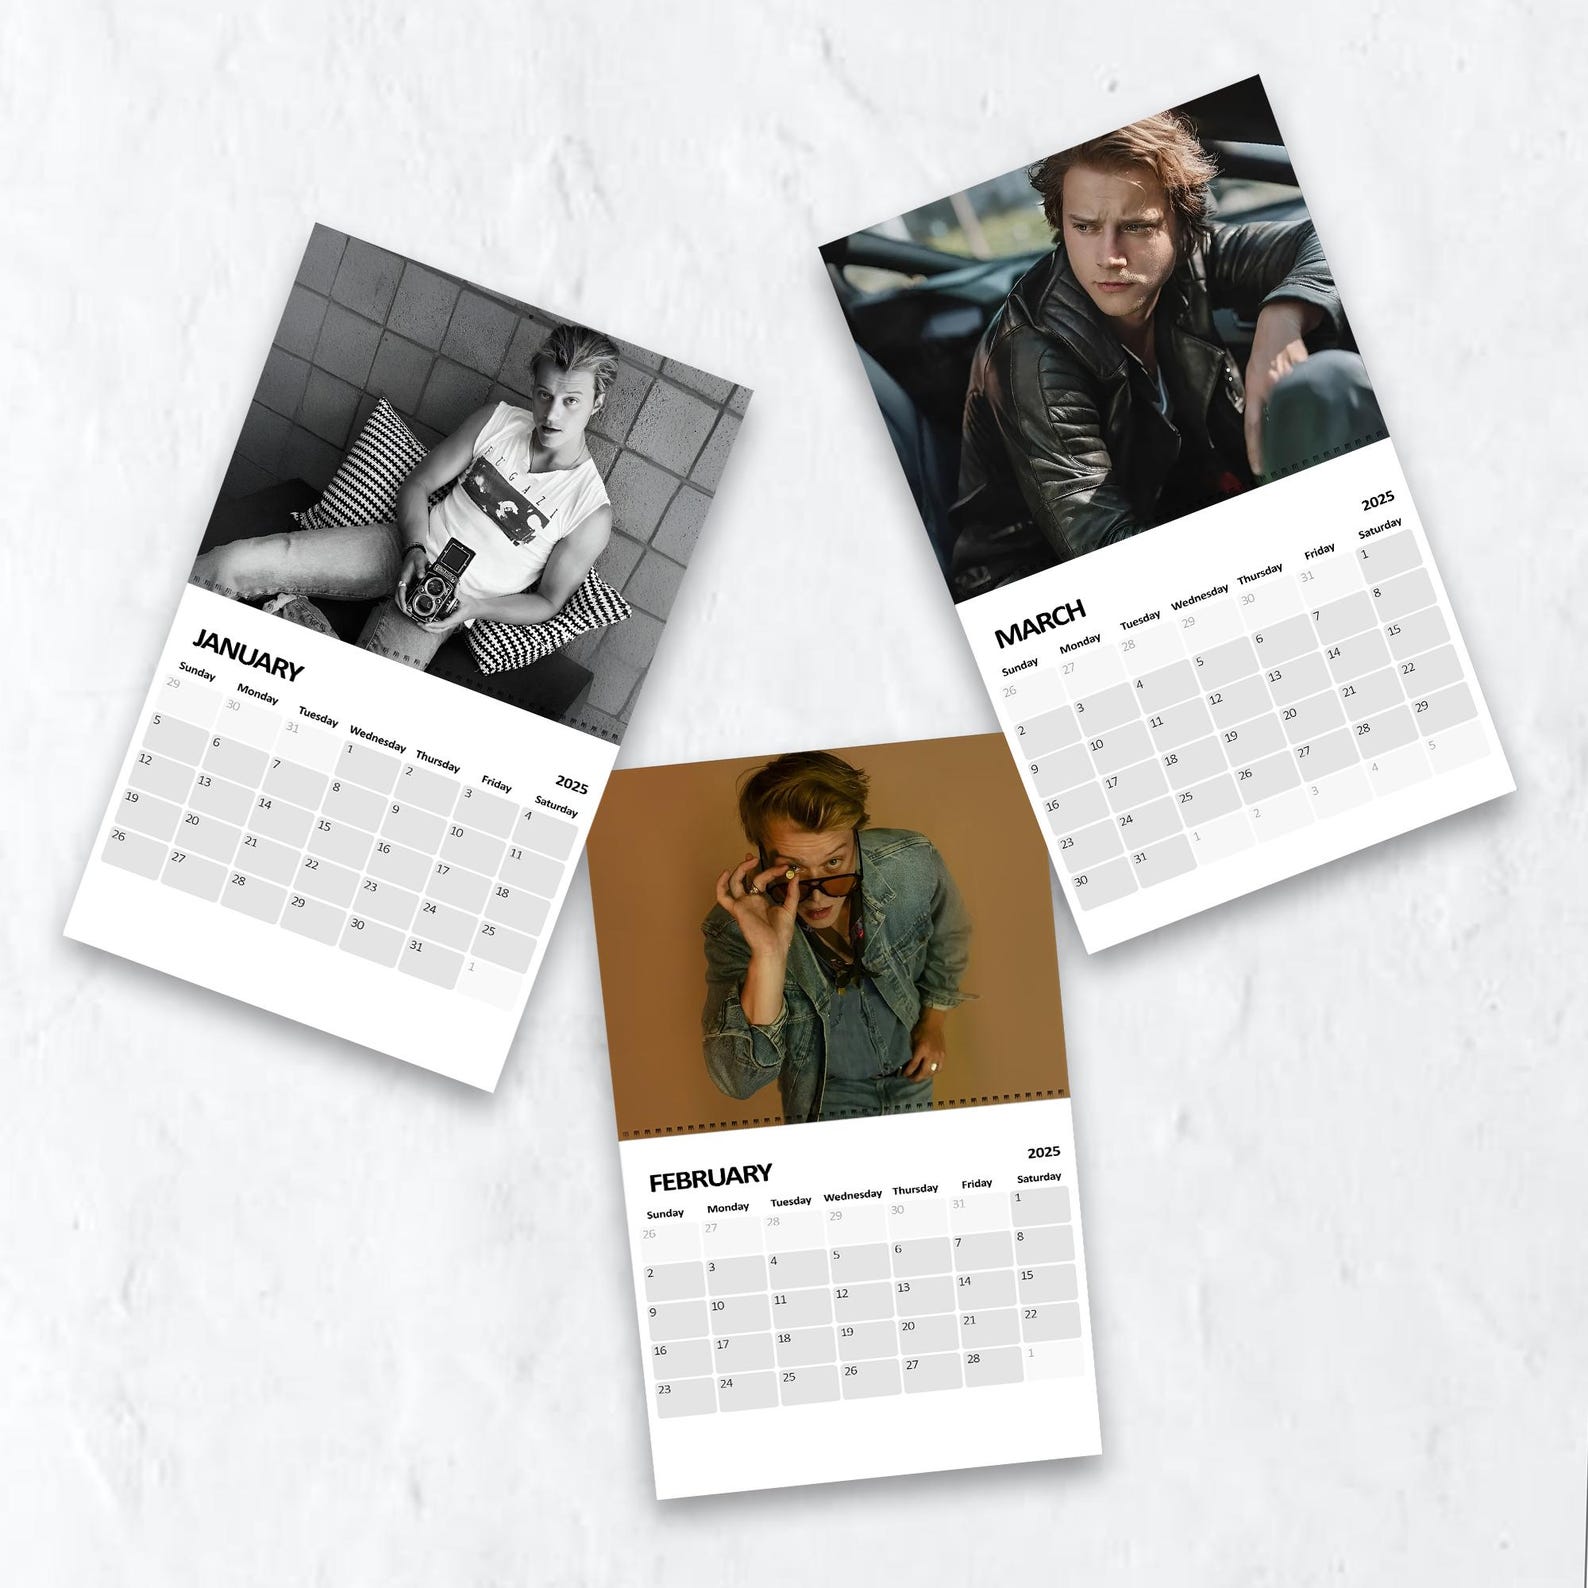 FUGAZI
JANUARY
2025
Sunday Monday Tuesday Wednesday Thursday Friday Saturday
29 30 31 1 2 3 4
5 6 7 8 9 10 11
12 13 14 15 16 17 18
19 20 21 22 23 24 25
26 27 28 29 30 31 1
FEBRUARY
2025
Sunday Monday Tuesday Wednesday Thursday Friday Saturday
26 27 28 29 30 31 1
2 3 4 5 6 7 8
9 10 11 12 13 14 15
16 17 18 19 20 21 22
23 24 25 26 27 28 1
MARCH
2025
Sunday Monday Tuesday Wednesday Thursday Friday Saturday
26 27 28 29 30 31 1
2 3 4 5 6 7 8
9 10 11 12 13 14 15
16 17 18 19 20 21 22
23 24 25 26 27 28 29
30 31 1 2 3 4 5